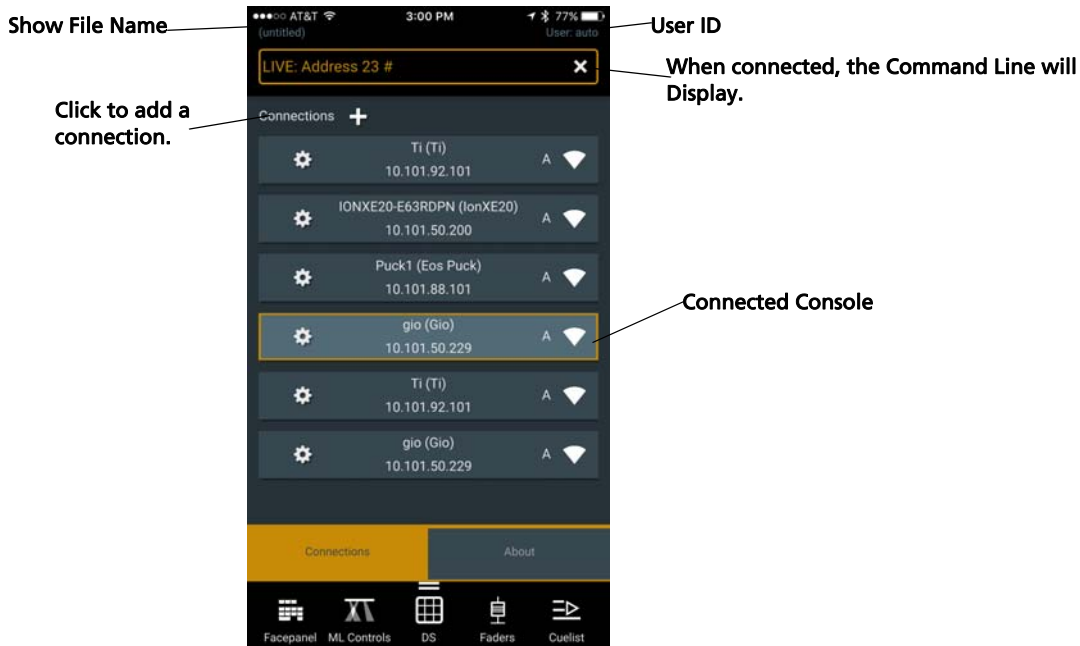 Show File Name
●●●○○ AT&T 3:00 PM 77%
(untitled) User: auto
User ID
LIVE: Address 23 #
When connected, the Command Line will
Display.
Click to add a
connection.
Connections
Ti (Ti)
10.101.92.101
A
IONXE20-E63RDPN (IonXE20)
10.101.50.200
A
Puck1 (Eos Puck)
10.101.88.101
A
gio (Gio)
10.101.50.229
A
Connected Console
Ti (Ti)
10.101.92.101
A
gio (Gio)
10.101.50.229
A
Connections About
Facepanel ML Controls DS Faders Cuelist